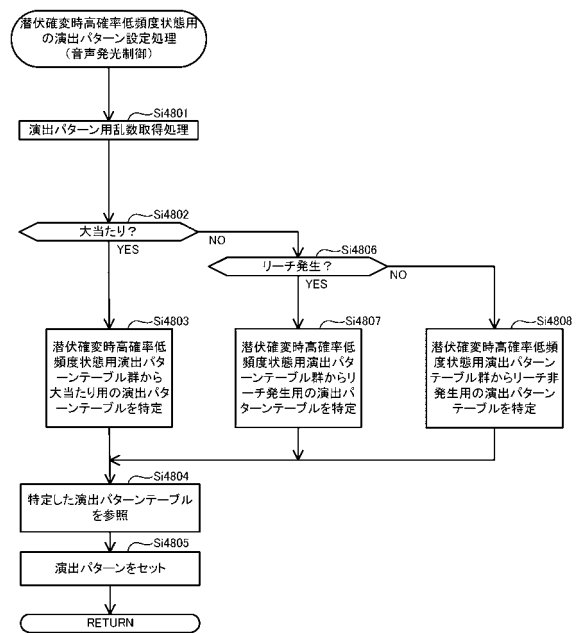 潜伏確変時高確率低頻度状態用
の演出パターン設定処理
（音声発光制御）
Si4801
演出パターン用乱数取得処理
Si4802
大当たり？
YES
NO
Si4806
リーチ発生？
YES
NO
Si4803
潜伏確変時高確率低
頻度状態用演出パタ
ーンテーブル群から
大当たり用の演出パタ
ーンテーブルを特定
Si4807
潜伏確変時高確率低
頻度状態用演出パター
ンテーブル群からリ
ーチ発生用の演出パ
ターンテーブルを特定
Si4808
潜伏確変時高確率低頻
度状態用演出パターン
テーブル群からリーチ非
発生用の演出パターン
テーブルを特定
Si4804
特定した演出パターンテーブル
を参照
Si4805
演出パターンをセット
RETURN